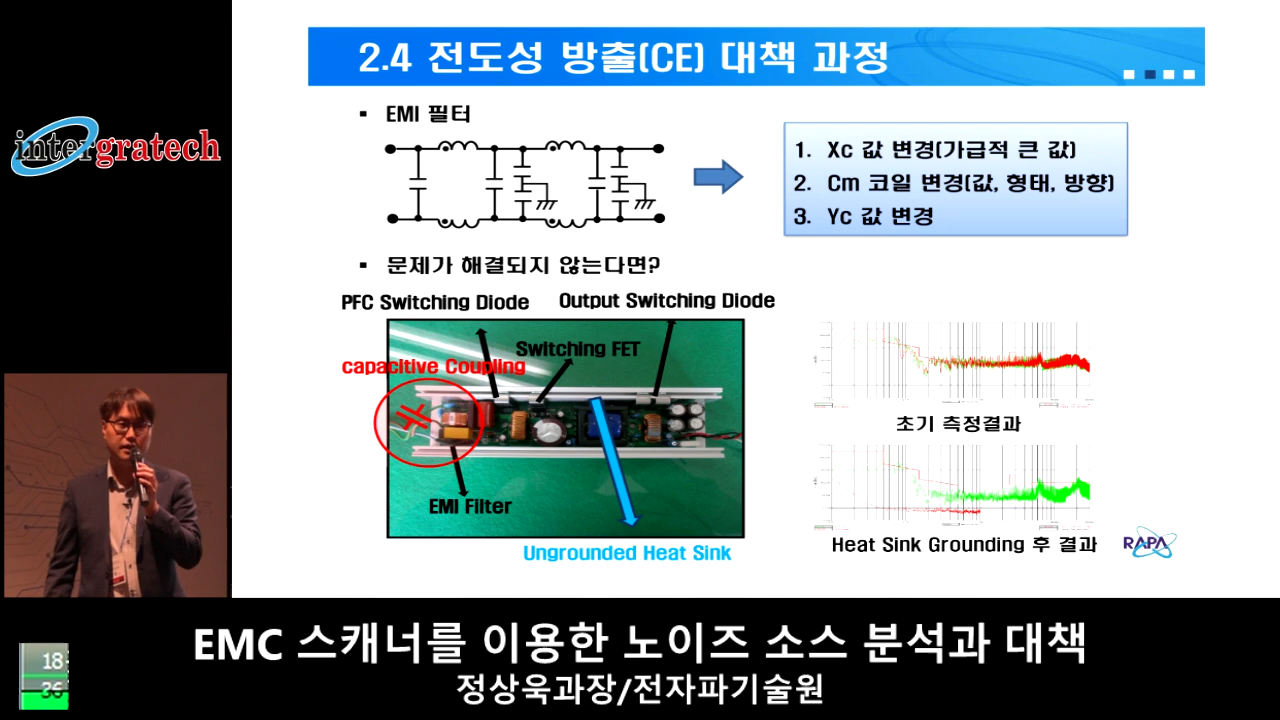 2.4 전도성 방출(CE) 대책 과정
intergratech
▪ EMI 필터
1. Xc 값 변경(가급적 큰 값)
2. Cm 코일 변경(값, 형태, 방향)
3. Yc 값 변경
▪ 문제가 해결되지 않는다면?
PFC Switching Diode
Output Switching Diode
Switching FET
capacitive Coupling
EMI Filter
Ungrounded Heat Sink
초기 측정결과
Heat Sink Grounding 후 결과
RAPA
EMC 스캐너를 이용한 노이즈 소스 분석과 대책
정상욱과장/전자파기술원
18:
36